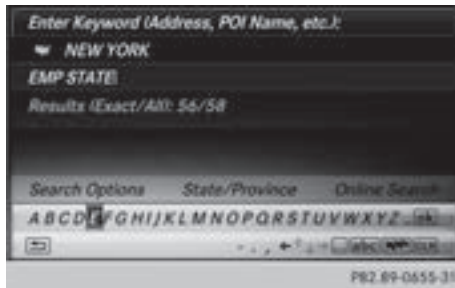 Enter Keyword (Address, POI Name, etc.):
NEW YORK
EMP STATE
Results (Exact/All): 56/58
Search Options State/Province Online Search
ABCDEFGHIJKLMNOPQRSTUVWXYZ ok
abc
P82.89-0655-31